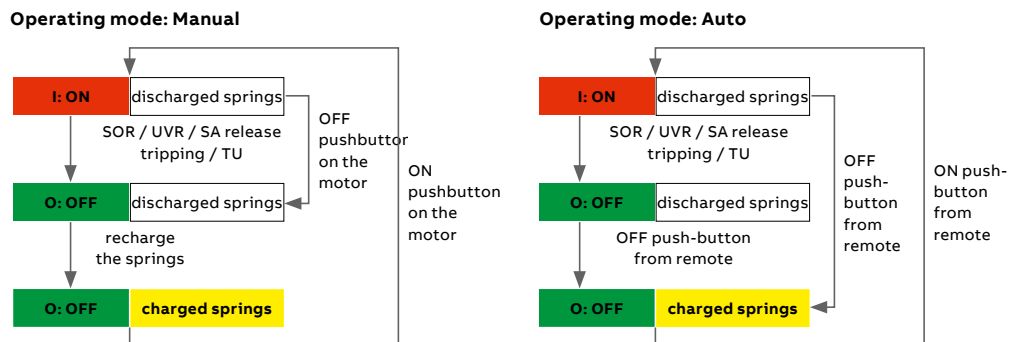 Operating mode: Manual
I: ON
discharged springs
SOR / UVR / SA release
tripping / TU
OFF
pushbutton
on the
motor
ON
pushbutton
on the
motor
O: OFF
discharged springs
recharge
the springs
O: OFF
charged springs
Operating mode: Auto
I: ON
discharged springs
SOR / UVR / SA release
tripping / TU
OFF
push-
button
from
remote
ON push-
button
from
remote
O: OFF
discharged springs
OFF push-button
from remote
O: OFF
charged springs